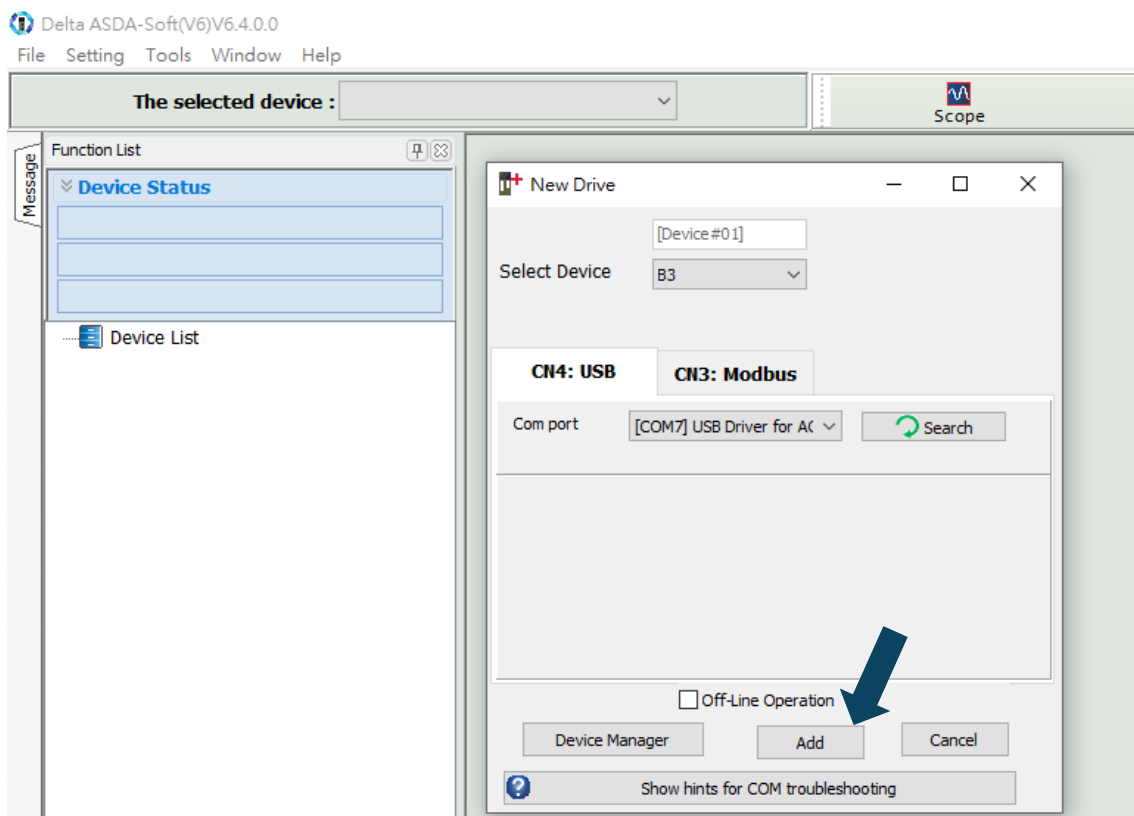 Delta ASDA-Soft(V6)V6.4.0.0
File Setting Tools Window Help
The selected device :
Scope
Message
Function List
Device Status
Device List
New Drive
[Device#01]
Select Device B3
CN4: USB CN3: Modbus
Com port [COM7] USB Driver for AC Search
Off-Line Operation
Device Manager Add Cancel
Show hints for COM troubleshooting